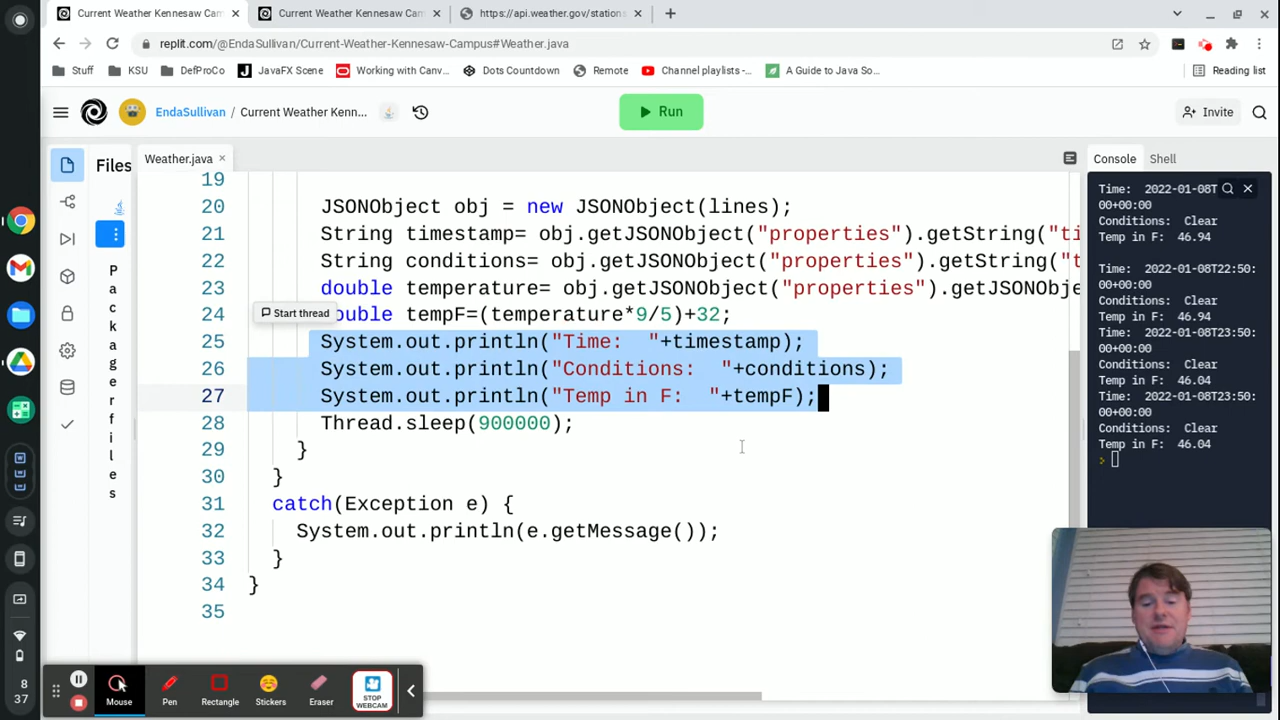 Current Weather Kennesaw Cam
Current Weather Kennesaw Cam
https://api.weather.gov/stations
replit.com/@EndaSullivan/Current-Weather-Kennesaw-Campus#Weather.java
Stuff
KSU
DefProCo
JavaFX Scene
Working with Canv...
Dots Countdown
Remote
Channel playlists -...
A Guide to Java So...
Reading list
EndaSullivan / Current Weather Kenn...
Run
Invite
Files
Weather.java
Console
Shell
19
20 JSONObject obj = new JSONObject(lines);
21 String timestamp= obj.getJSONObject("properties").getString("ti
22 String conditions= obj.getJSONObject("properties").getString("t
23 double temperature= obj.getJSONObject("properties").getJSONObje
Start thread
24 ouble tempF=(temperature*9/5)+32;
25 System.out.println("Time:  "+timestamp);
26 System.out.println("Conditions:  "+conditions);
27 System.out.println("Temp in F:  "+tempF);
28 Thread.sleep(900000);
29 }
30 }
31 catch(Exception e) {
32 System.out.println(e.getMessage());
33 }
34 }
35
Packager files
Time:  2022-01-08T
00+00:00
Conditions:  Clear
Temp in F:  46.94
Time:  2022-01-08T22:50:
00+00:00
Conditions:  Clear
Temp in F:  46.94
Time:  2022-01-08T23:50:
00+00:00
Conditions:  Clear
Temp in F:  46.04
Time:  2022-01-08T23:50:
00+00:00
Conditions:  Clear
Temp in F:  46.04
8
37
Mouse
Pen
Rectangle
Stickers
Eraser
STOP
WEBCAM